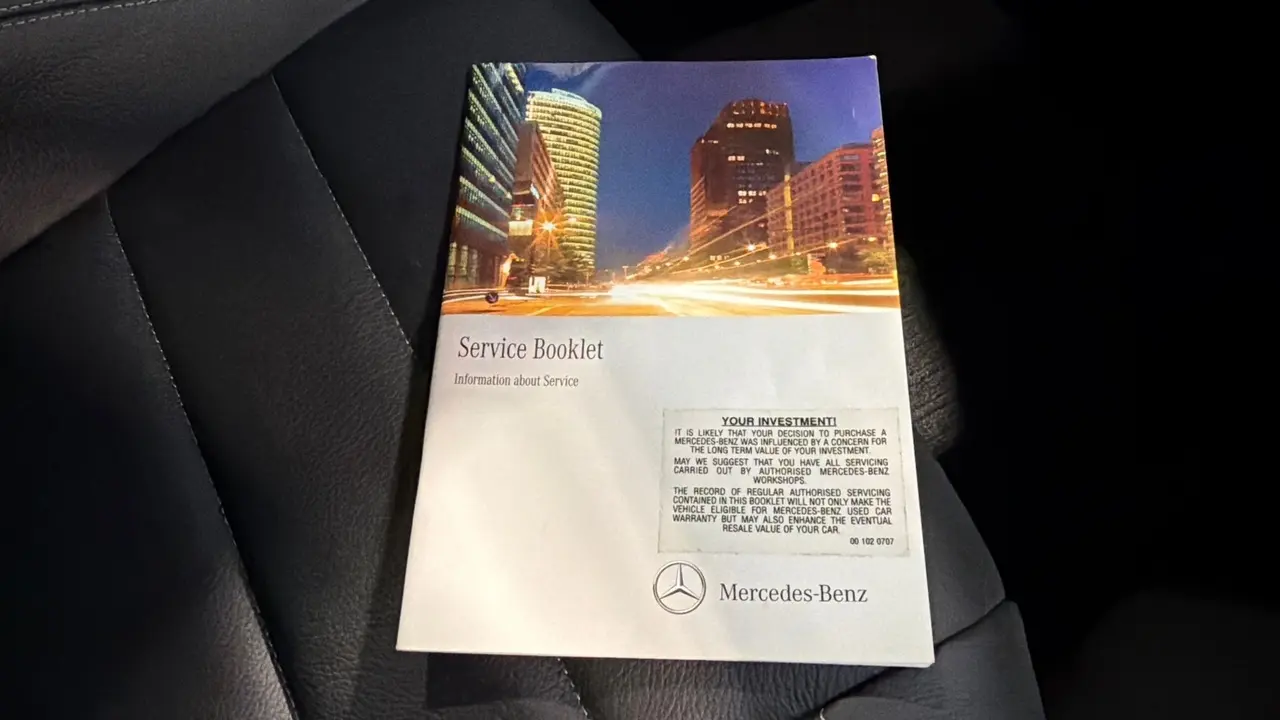 Service Booklet
Information about Service
YOUR INVESTMENT!
IT IS LIKELY THAT YOUR DECISION TO PURCHASE A
MERCEDES-BENZ WAS INFLUENCED BY A CONCERN FOR
THE LONG TERM VALUE OF YOUR INVESTMENT.
MAY WE SUGGEST THAT YOU HAVE ALL SERVICING
CARRIED OUT BY AUTHORISED MERCEDES-BENZ
WORKSHOPS.
THE RECORD OF REGULAR AUTHORISED SERVICING
CONTAINED IN THIS BOOKLET WILL NOT ONLY MAKE THE
VEHICLE ELIGIBLE FOR MERCEDES-BENZ USED CAR
WARRANTY BUT MAY ALSO ENHANCE THE EVENTUAL
RESALE VALUE OF YOUR CAR.
00 102 0707
Mercedes-Benz